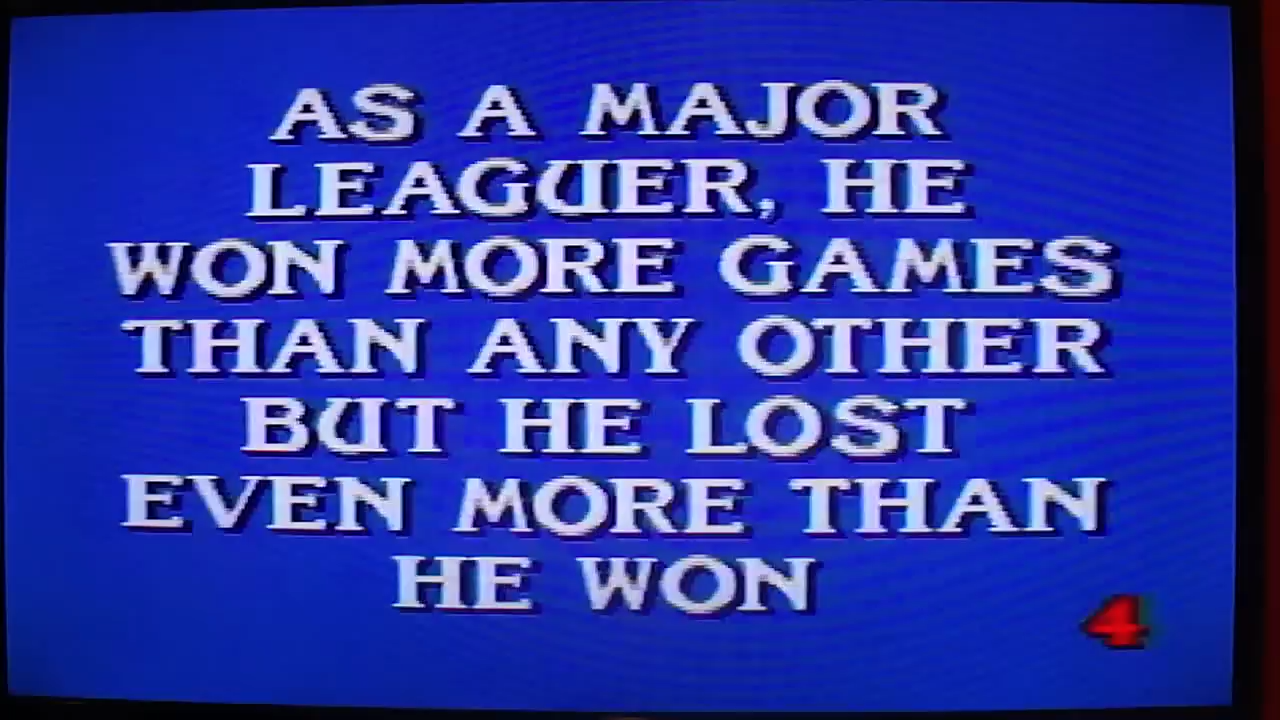 AS A MAJOR
LEAGUER, HE
WON MORE GAMES
THAN ANY OTHER
BUT HE LOST
EVEN MORE THAN
HE WON
4